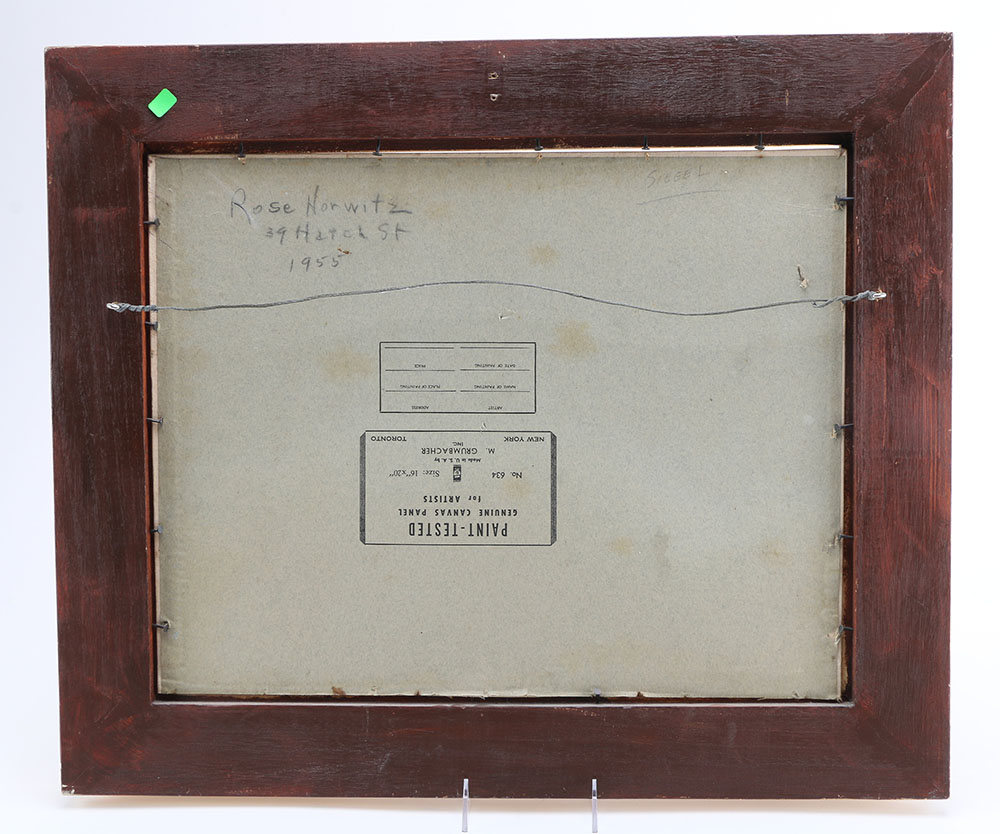 SIEGEL
Rose Horwitz
39 Hatch St
1955
PAINT-TESTED
GENUINE CANVAS PANEL
for ARTISTS
No. 634 Size: 16"x20"
Made in U. S. A. by
M. GRUMBACHER
INC.
NEW YORK TORONTO
ARTIST ADDRESS
NAME OF PAINTING PLACE OF PAINTING
DATE OF PAINTING PRICE